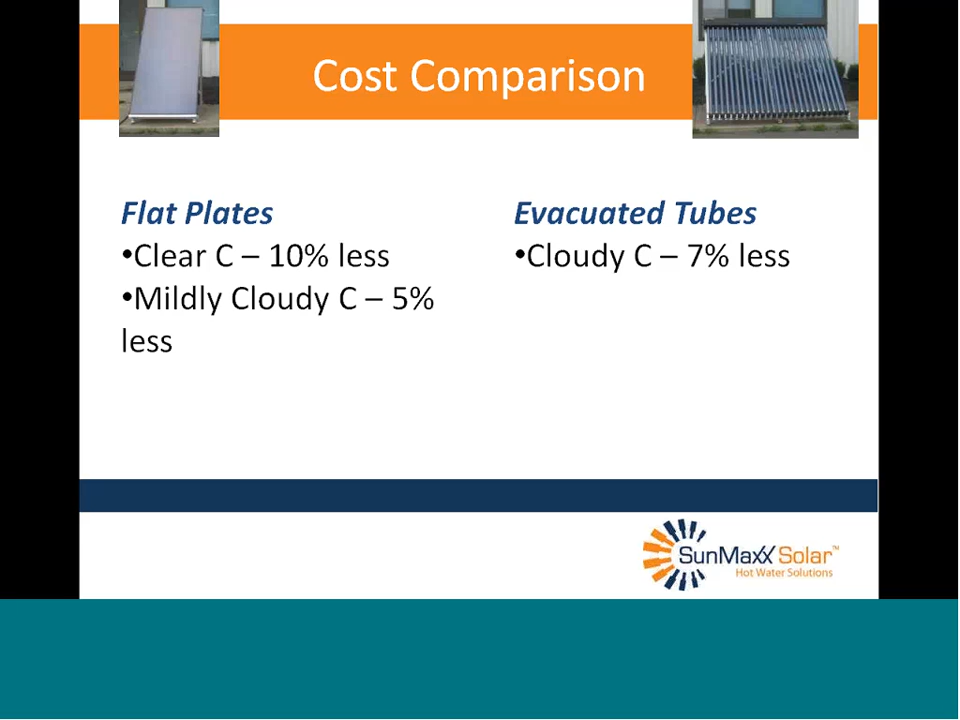 Cost Comparison
Flat Plates
•Clear C – 10% less
•Mildly Cloudy C – 5%
less
Evacuated Tubes
•Cloudy C – 7% less
SunMaxx Solar™
Hot Water Solutions